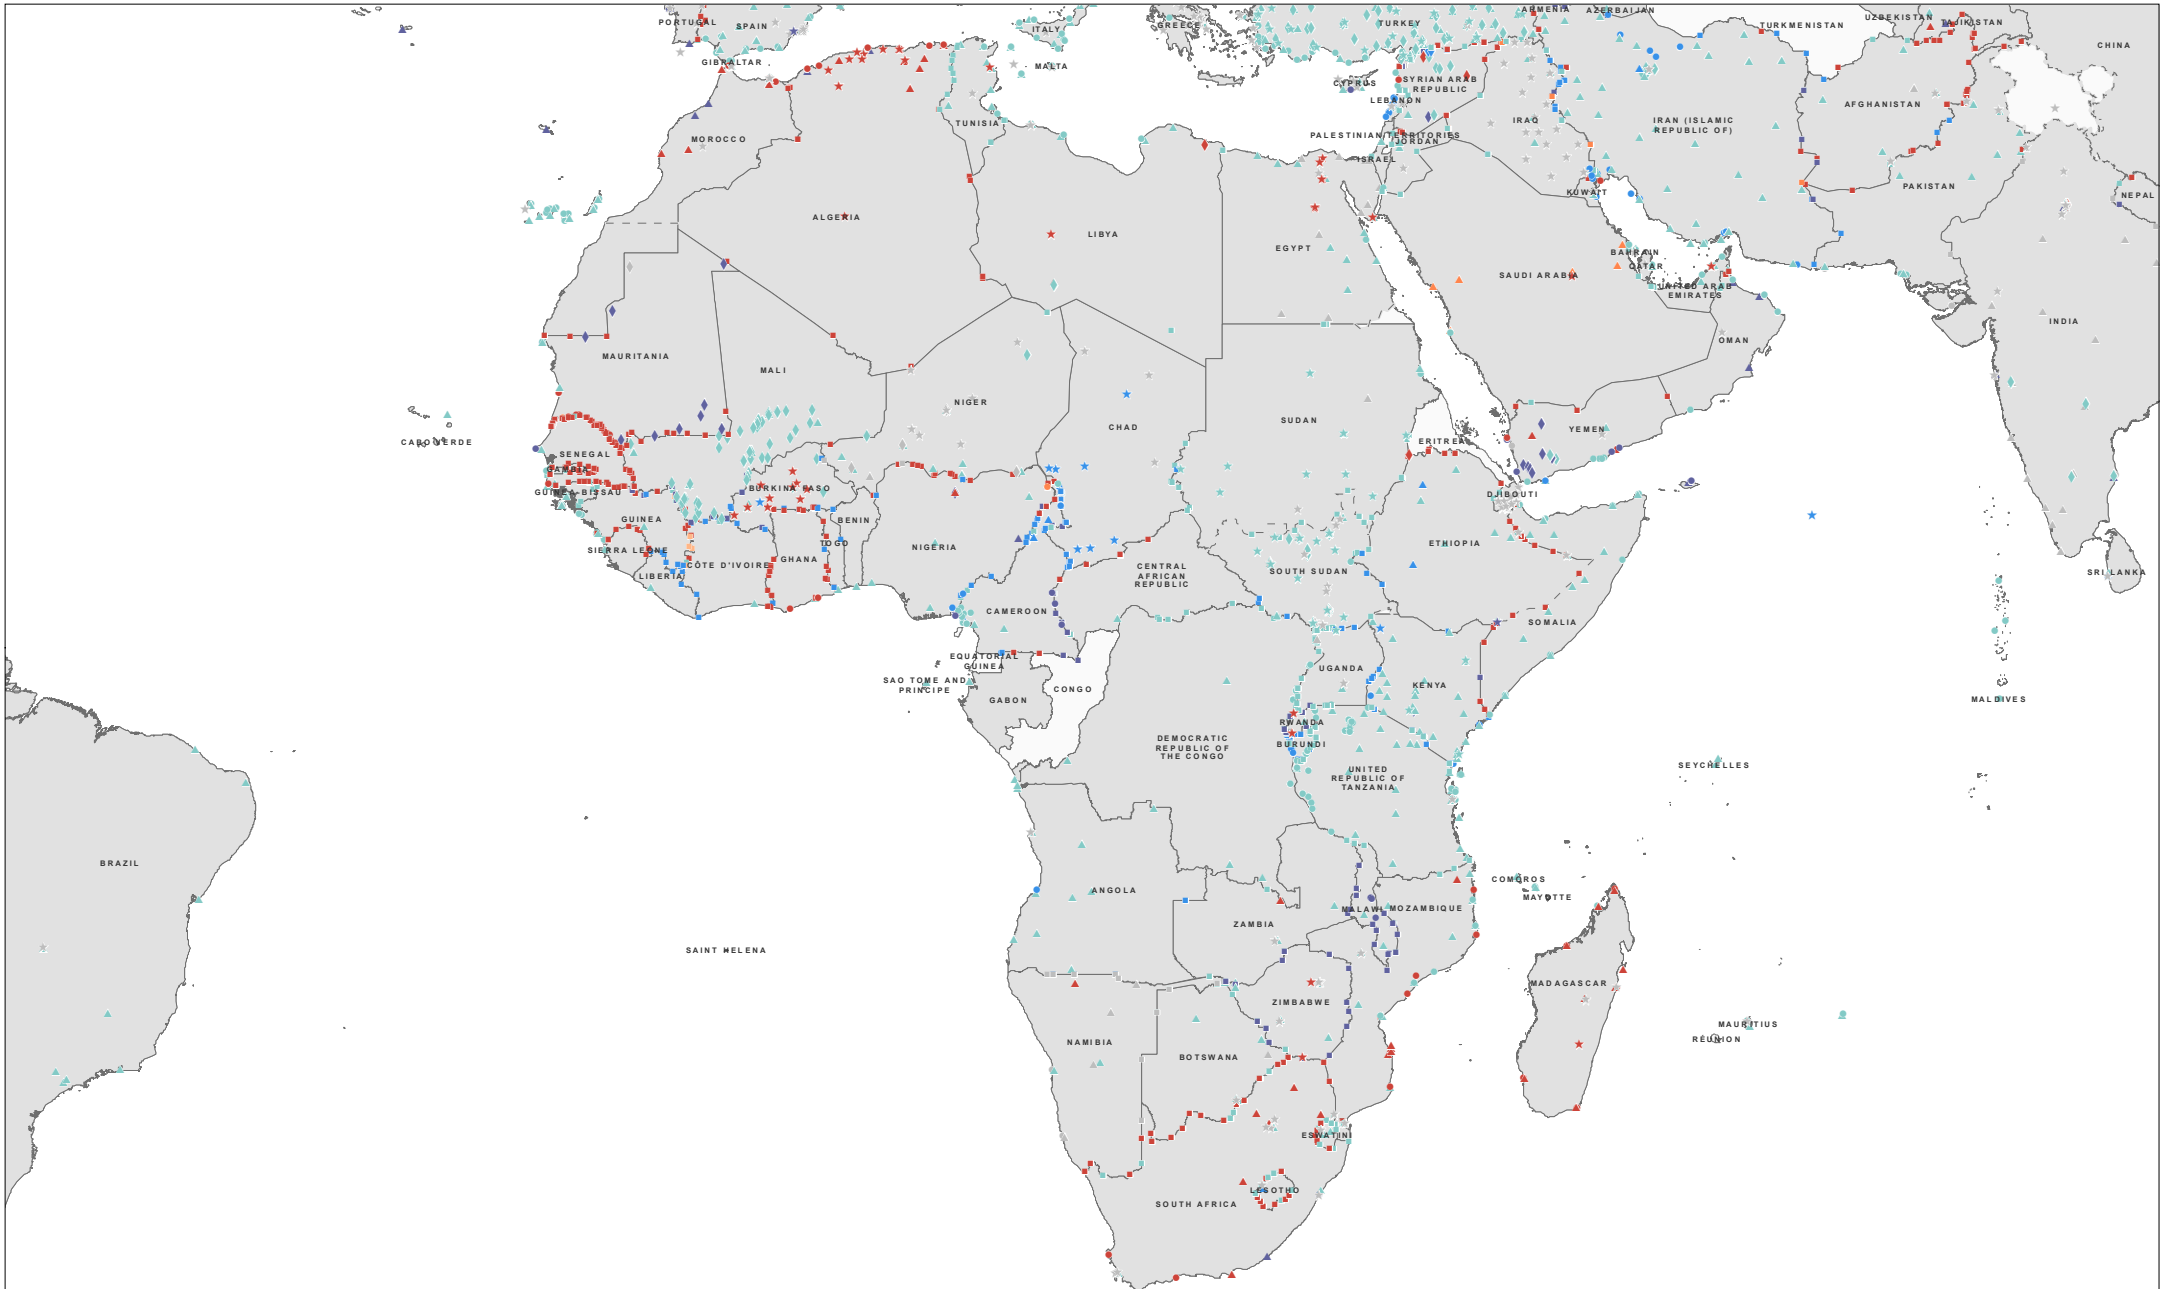 PORTUGAL
SPAIN
ITALY
GREECE
TURKEY
ARMENIA
AZERBAIJAN
TURKMENISTAN
UZBEKISTAN
TAJIKISTAN
CHINA
GIBRALTAR
MALTA
CYPRUS
SYRIAN ARAB
REPUBLIC
LEBANON
AFGHANISTAN
IRAQ
IRAN (ISLAMIC
REPUBLIC OF)
TUNISIA
MOROCCO
PALESTINIAN TERRITORIES
JORDAN
ISRAEL
KUWAIT
PAKISTAN
NEPAL
ALGERIA
LIBYA
EGYPT
SAUDI ARABIA
BAHRAIN
QATAR
UNITED ARAB
EMIRATES
INDIA
OMAN
MAURITANIA
MALI
NIGER
CHAD
SUDAN
ERITREA
YEMEN
CABO VERDE
SENEGAL
GAMBIA
GUINEA-BISSAU
BURKINA FASO
DJIBOUTI
GUINEA
BENIN
TOGO
SIERRA LEONE
GHANA
CÔTE D'IVOIRE
LIBERIA
NIGERIA
CENTRAL
AFRICAN
REPUBLIC
SOUTH SUDAN
ETHIOPIA
SRI LANKA
CAMEROON
SOMALIA
EQUATORIAL
GUINEA
SAO TOME AND
PRINCIPE
GABON
CONGO
UGANDA
KENYA
MALDIVES
RWANDA
BURUNDI
DEMOCRATIC
REPUBLIC OF
THE CONGO
UNITED
REPUBLIC OF
TANZANIA
SEYCHELLES
BRAZIL
ANGOLA
COMOROS
MAYOTTE
MALAWI
MOZAMBIQUE
ZAMBIA
SAINT HELENA
MADAGASCAR
ZIMBABWE
MAURITIUS
RÉUNION
NAMIBIA
BOTSWANA
ESWATINI
LESOTHO
SOUTH AFRICA